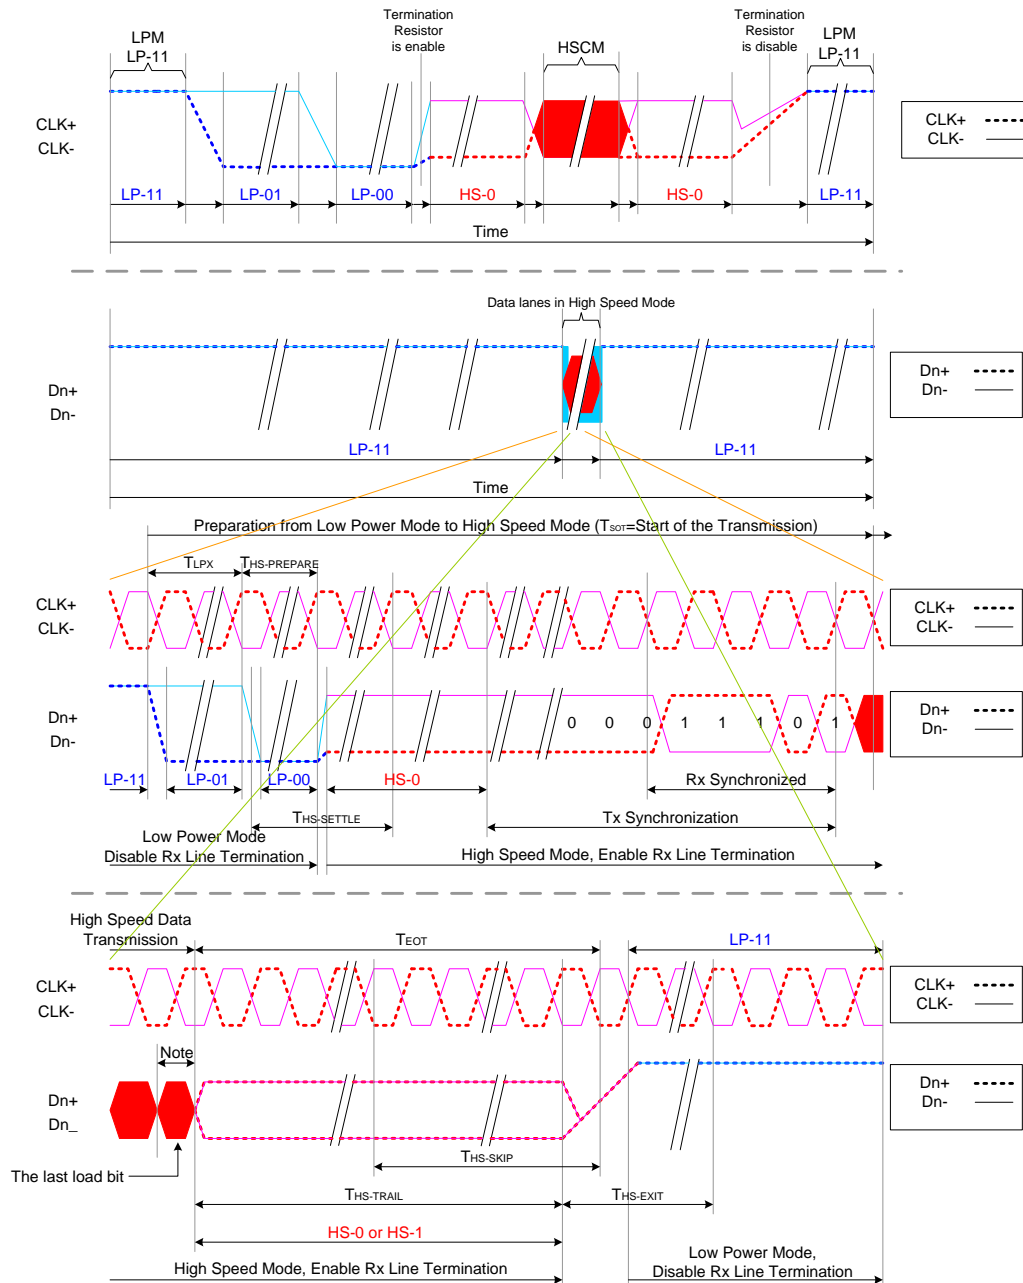 Termination
Resistor
is enable
Termination
Resistor
is disable
LPM
LP-11
HSCM
LPM
LP-11
CLK+
CLK-
CLK+
CLK-
LP-11
LP-01
LP-00
HS-0
HS-0
LP-11
Time
Data lanes in High Speed Mode
Dn+
Dn-
Dn+
Dn-
LP-11
LP-11
Time
Preparation from Low Power Mode to High Speed Mode (TSOT=Start of the Transmission)
TLPX
THS-PREPARE
CLK+
CLK-
CLK+
CLK-
Dn+
Dn-
0 0 0 1 1 1 0 1
Dn+
Dn-
LP-11
LP-01
LP-00
HS-0
Rx Synchronized
THS-SETTLE
Tx Synchronization
Low Power Mode
Disable Rx Line Termination
High Speed Mode, Enable Rx Line Termination
High Speed Data
Transmission
TEOT
LP-11
CLK+
CLK-
CLK+
CLK-
Note
Dn+
Dn_
Dn+
Dn-
The last load bit
THS-SKIP
THS-TRAIL
THS-EXIT
HS-0 or HS-1
High Speed Mode, Enable Rx Line Termination
Low Power Mode,
Disable Rx Line Termination